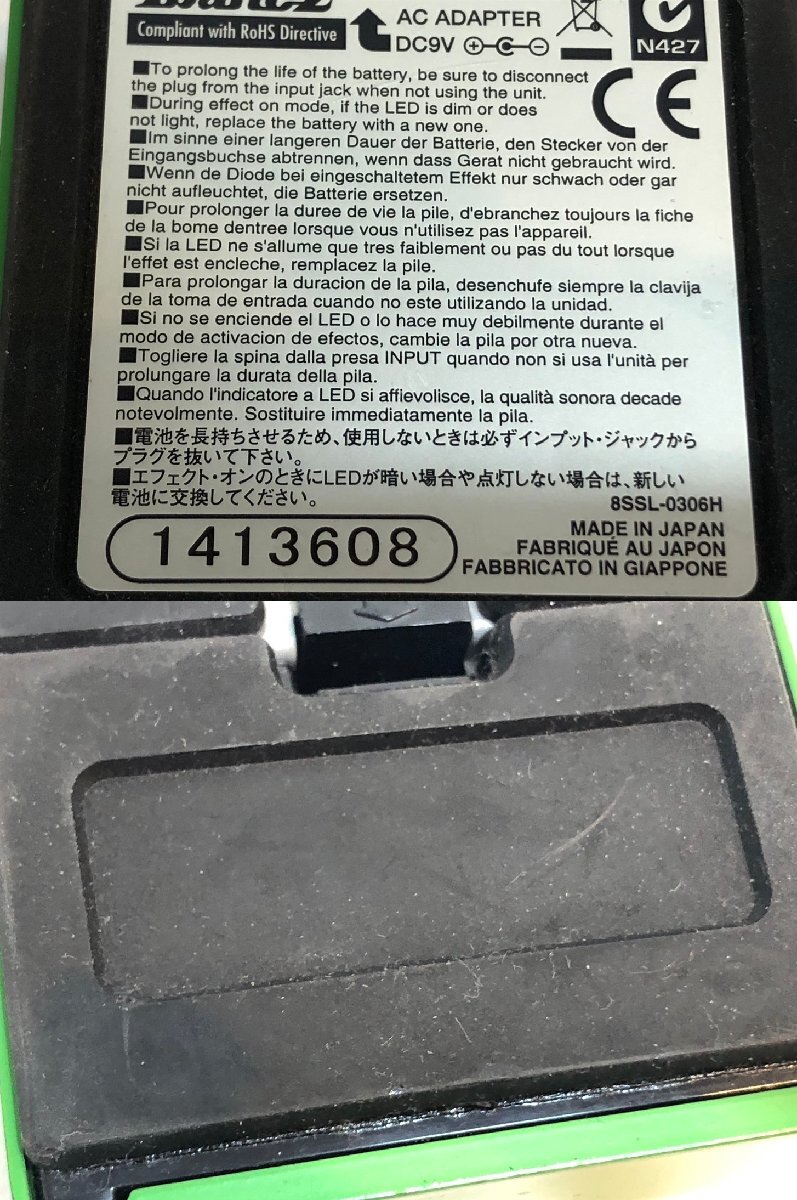 Ibanez
Compliant with RoHS Directive
AC ADAPTER
DC9V
N427
CE
■To prolong the life of the battery, be sure to disconnect
the plug from the input jack when not using the unit.
■During effect on mode, if the LED is dim or does
not light, replace the battery with a new one.
■Im sinne einer langeren Dauer der Batterie, den Stecker von der
Eingangsbuchse abtrennen, wenn dass Gerat nicht gebraucht wird.
■Wenn de Diode bei eingeschaltetem Effekt nur schwach oder gar
nicht aufleuchtet, die Batterie ersetzen.
■Pour prolonger la duree de vie la pile, d'ebranchez toujours la fiche
de la bome dentree lorsque vous n'utilisez pas l'appareil.
■Si la LED ne s'allume que tres faiblement ou pas du tout lorsque
l'effet est encleche, remplacez la pile.
■Para prolongar la duracion de la pila, desenchufe siempre la clavija
de la toma de entrada cuando no este utilizando la unidad.
■Si no se enciende el LED o lo hace muy debilmente durante el
modo de activacion de efectos, cambie la pila por otra nueva.
■Togliere la spina dalla presa INPUT quando non si usa l'unità per
prolungare la durata della pila.
■Quando l'indicatore a LED si affievolisce, la qualità sonora decade
notevolmente. Sostituire immediatamente la pila.
■電池を長持ちさせるため、使用しないときは必ずインプット・ジャックから
プラグを抜いて下さい。
■エフェクト・オンのときにLEDが暗い場合や点灯しない場合は、新しい
電池に交換してください。
8SSL-0306H
1413608
MADE IN JAPAN
FABRIQUÉ AU JAPON
FABBRICATO IN GIAPPONE